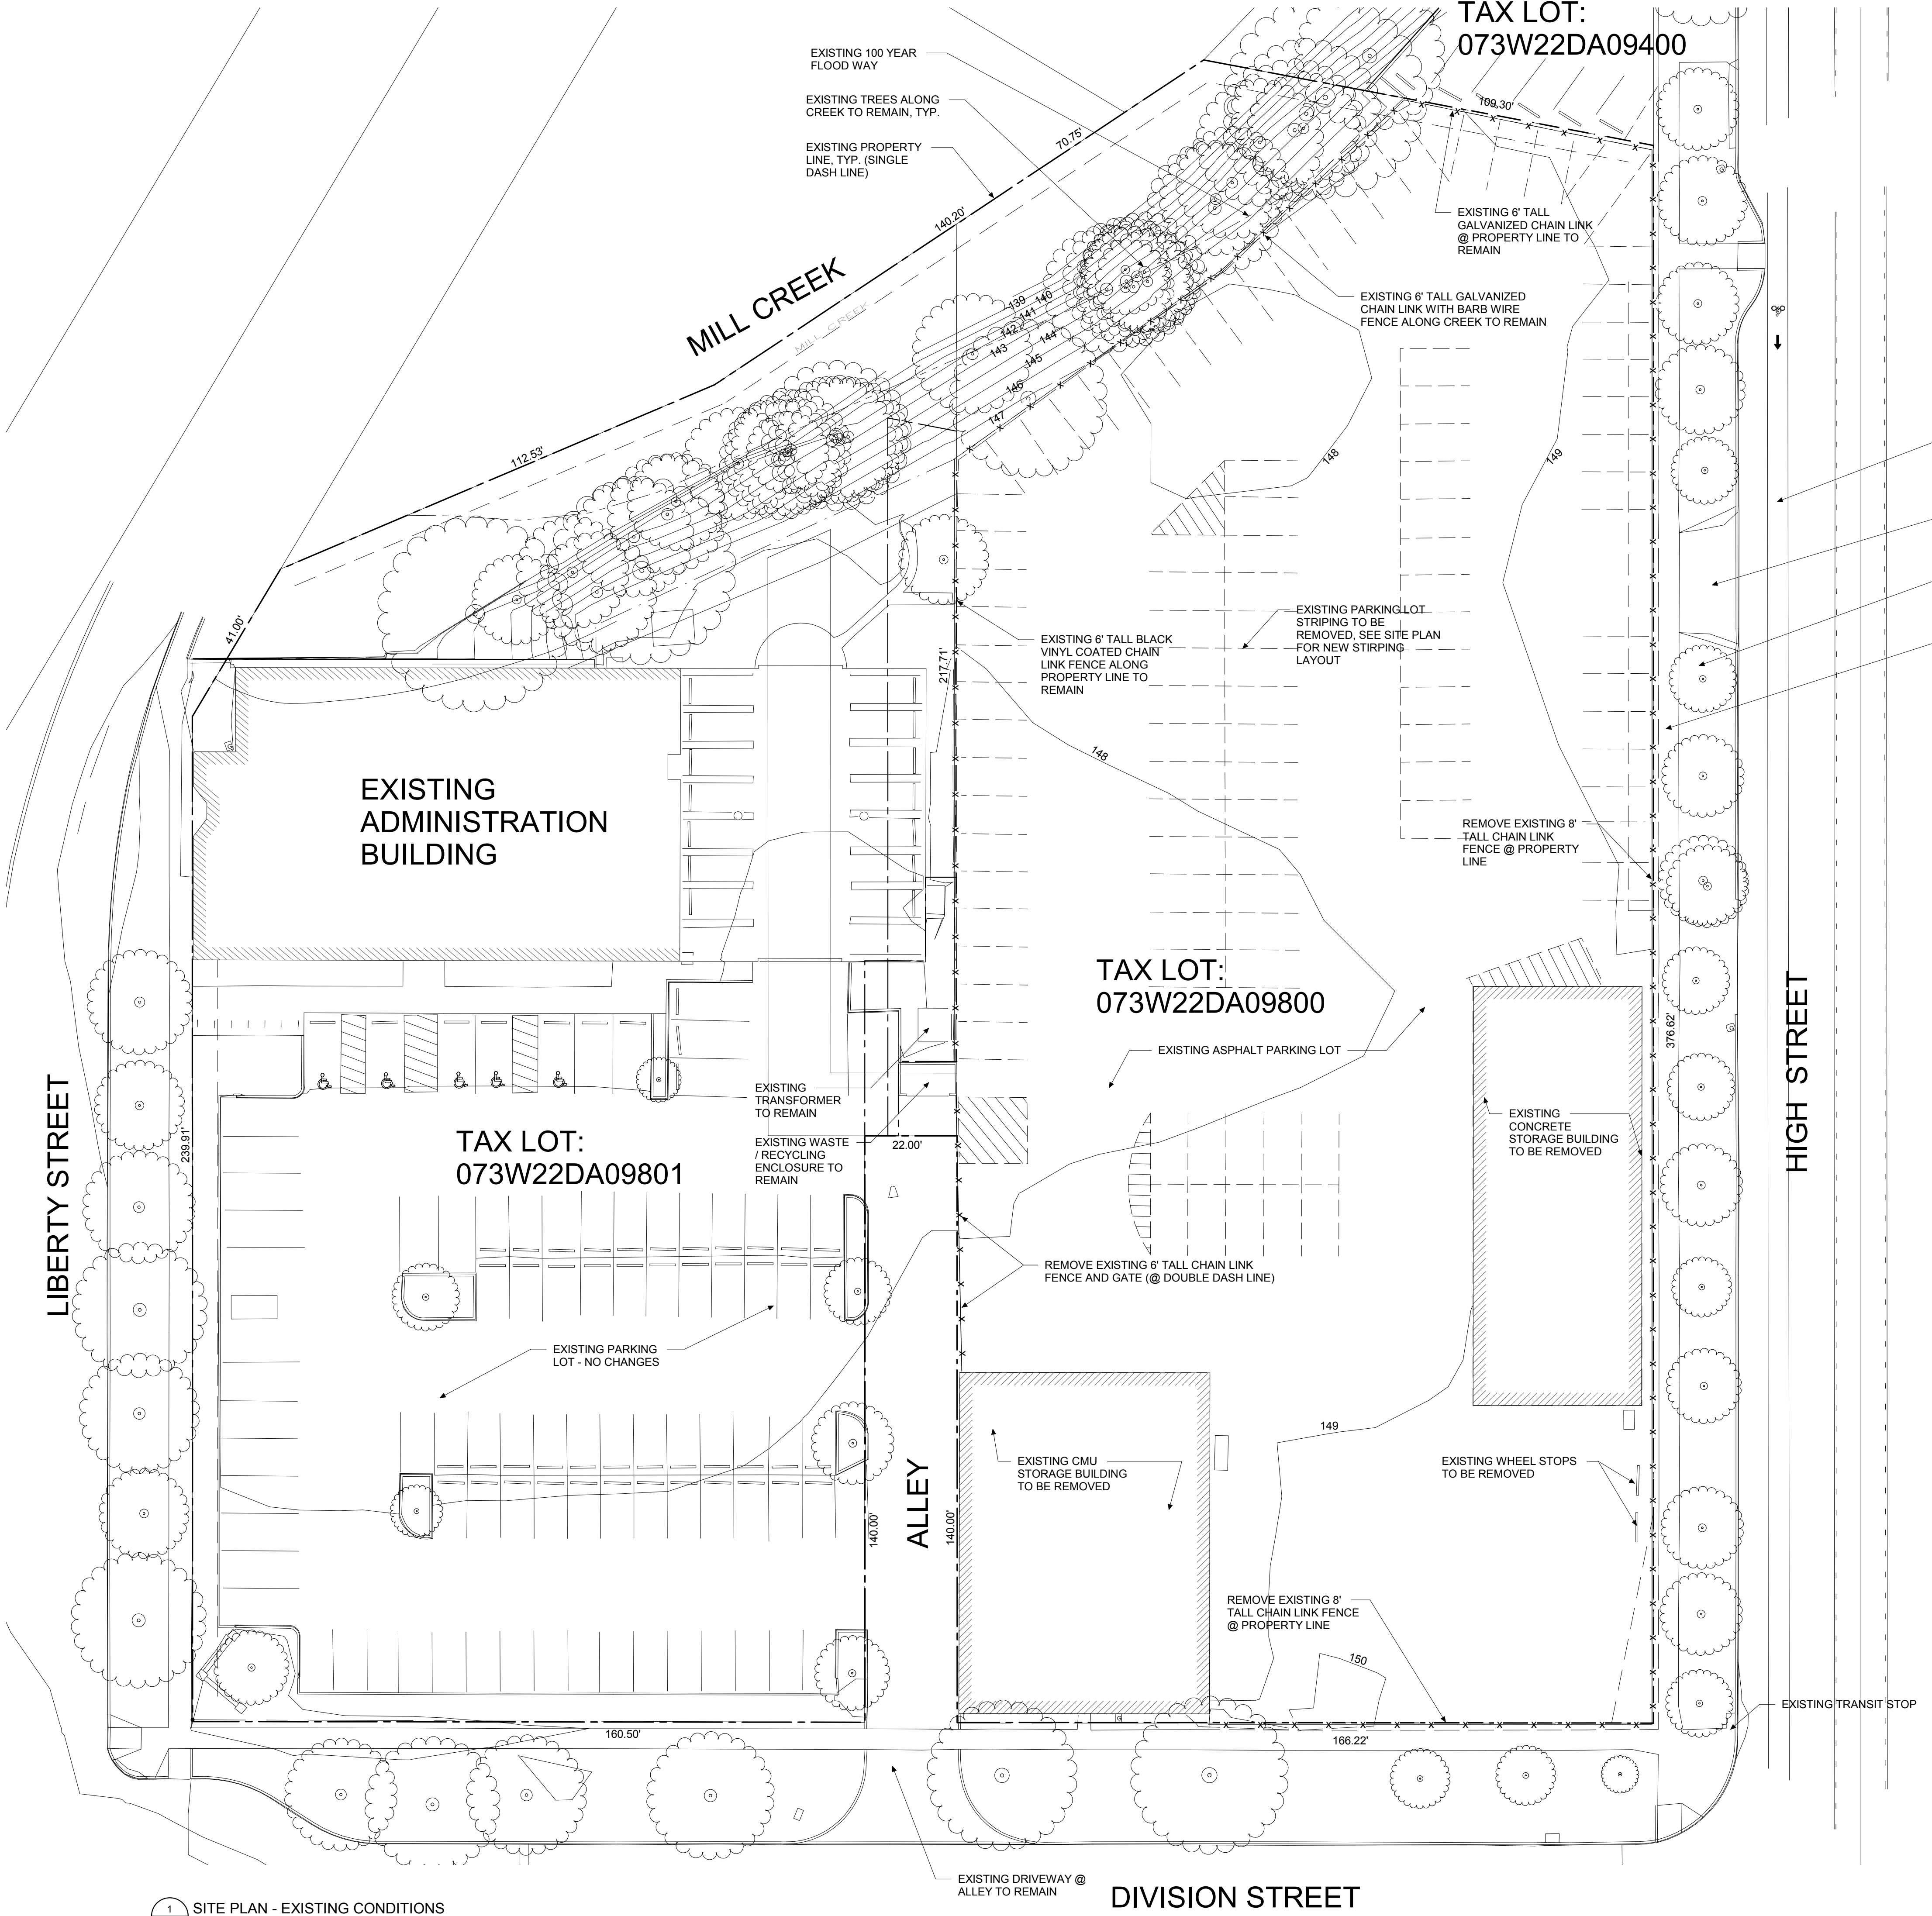 TAX LOT:
073W22DA09400
EXISTING 100 YEAR
FLOOD WAY
EXISTING TREES ALONG
CREEK TO REMAIN, TYP.
EXISTING PROPERTY
LINE, TYP. (SINGLE
DASH LINE)
70.75'
109.30'
140.20'
EXISTING 6' TALL
GALVANIZED CHAIN LINK
@ PROPERTY LINE TO
REMAIN
MILL CREEK
MILL CREEK
EXISTING 6' TALL GALVANIZED
CHAIN LINK WITH BARB WIRE
FENCE ALONG CREEK TO REMAIN
139
140
141
142
143
144
145
146
147
148
149
112.53'
41.00'
EXISTING 6' TALL BLACK
VINYL COATED CHAIN
LINK FENCE ALONG
PROPERTY LINE TO
REMAIN
217.71'
EXISTING PARKING LOT
STRIPING TO BE
REMOVED, SEE SITE PLAN
FOR NEW STIRPING
LAYOUT
148
EXISTING
ADMINISTRATION
BUILDING
REMOVE EXISTING 8'
TALL CHAIN LINK
FENCE @ PROPERTY
LINE
TAX LOT:
073W22DA09800
376.62'
HIGH STREET
EXISTING ASPHALT PARKING LOT
EXISTING
TRANSFORMER
TO REMAIN
EXISTING WASTE
/ RECYCLING
ENCLOSURE TO
REMAIN
22.00'
EXISTING
CONCRETE
STORAGE BUILDING
TO BE REMOVED
LIBERTY STREET
239.91'
TAX LOT:
073W22DA09801
REMOVE EXISTING 6' TALL CHAIN LINK
FENCE AND GATE (@ DOUBLE DASH LINE)
EXISTING PARKING
LOT - NO CHANGES
149
EXISTING CMU
STORAGE BUILDING
TO BE REMOVED
EXISTING WHEEL STOPS
TO BE REMOVED
140.00'
ALLEY
140.00'
REMOVE EXISTING 8'
TALL CHAIN LINK FENCE
@ PROPERTY LINE
150
EXISTING TRANSIT STOP
160.50'
166.22'
EXISTING DRIVEWAY @
ALLEY TO REMAIN
DIVISION STREET
1
SITE PLAN - EXISTING CONDITIONS